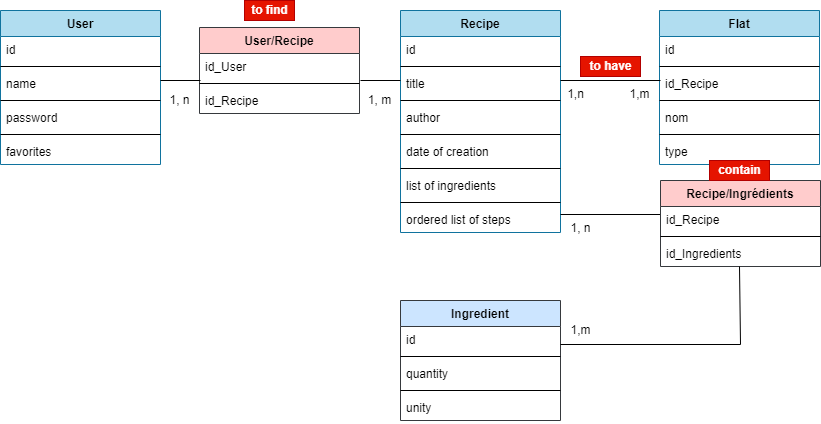 to find
User
id
name
password
favorites
User/Recipe
id_User
id_Recipe
1, n
1, m
Recipe
id
title
author
date of creation
list of ingredients
ordered list of steps
to have
1,n
1,m
Flat
id
id_Recipe
nom
type
contain
Recipe/Ingrédients
id_Recipe
id_Ingredients
1, n
Ingredient
id
quantity
unity
1,m